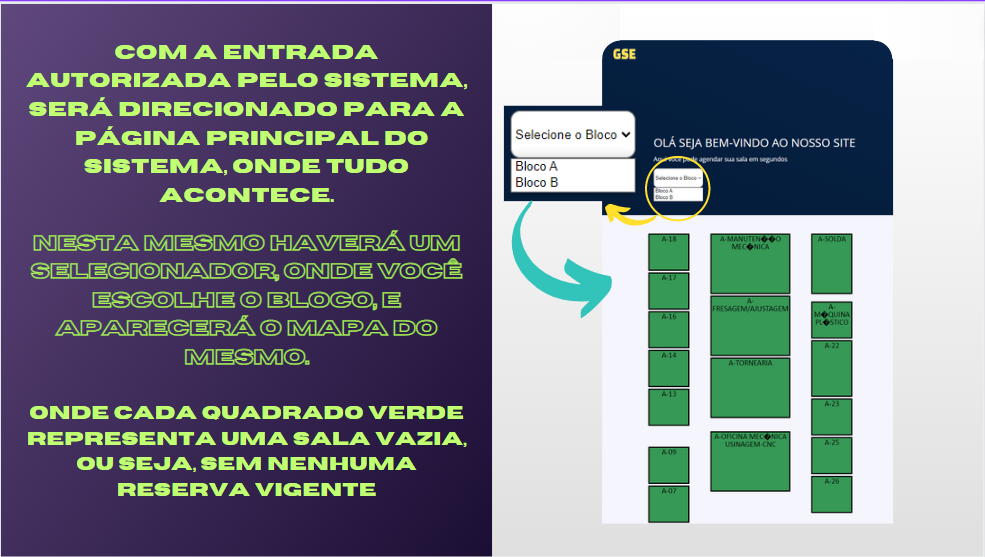 COM A ENTRADA
AUTORIZADA PELO SISTEMA,
SERÁ DIRECIONADO PARA A
PÁGINA PRINCIPAL DO
SISTEMA, ONDE TUDO
ACONTECE.
NESTA MESMO HAVERÁ UM
SELECIONADOR, ONDE VOCÊ
ESCOLHE O BLOCO, E
APARECERÁ O MAPA DO
MESMO.
ONDE CADA QUADRADO VERDE
REPRESENTA UMA SALA VAZIA,
OU SEJA, SEM NENHUMA
RESERVA VIGENTE
GSE
Selecione o Bloco
Bloco A
Bloco B
OLÁ SEJA BEM-VINDO AO NOSSO SITE
Aqui você pode agendar sua sala em segundos
Selecione o Bloco
Bloco A
Bloco B
A-18
A-17
A-16
A-14
A-13
A-09
A-07
A-MANUTEN��O
MEC�NICA
A-
FRESAGEM/AJUSTAGEM
A-TORNEARIA
A-OFICINA MEC�NICA
USINAGEM-CNC
A-SOLDA
A-
M�QUINA
PL�STICO
A-22
A-23
A-25
A-26